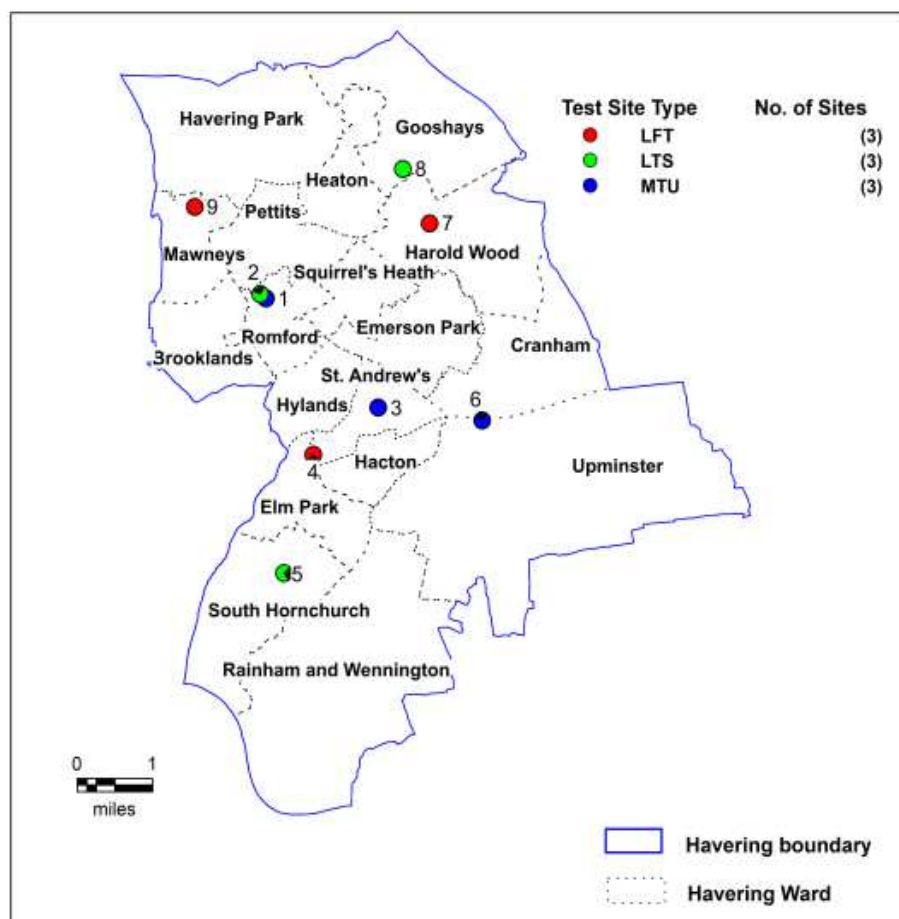 Havering Park
Gooshays
Test Site Type No. of Sites
LFT (3)
LTS (3)
MTU (3)
8
Heaton
9
Pettits
7
Mawneys
Harold Wood
2
Squirrel's Heath
1
Emerson Park
Romford
Brooklands
Cranham
St. Andrew's
Hylands
3
6
4
Hacton
Upminster
Elm Park
5
South Hornchurch
Rainham and Wennington
0 1
miles
Havering boundary
Havering Ward